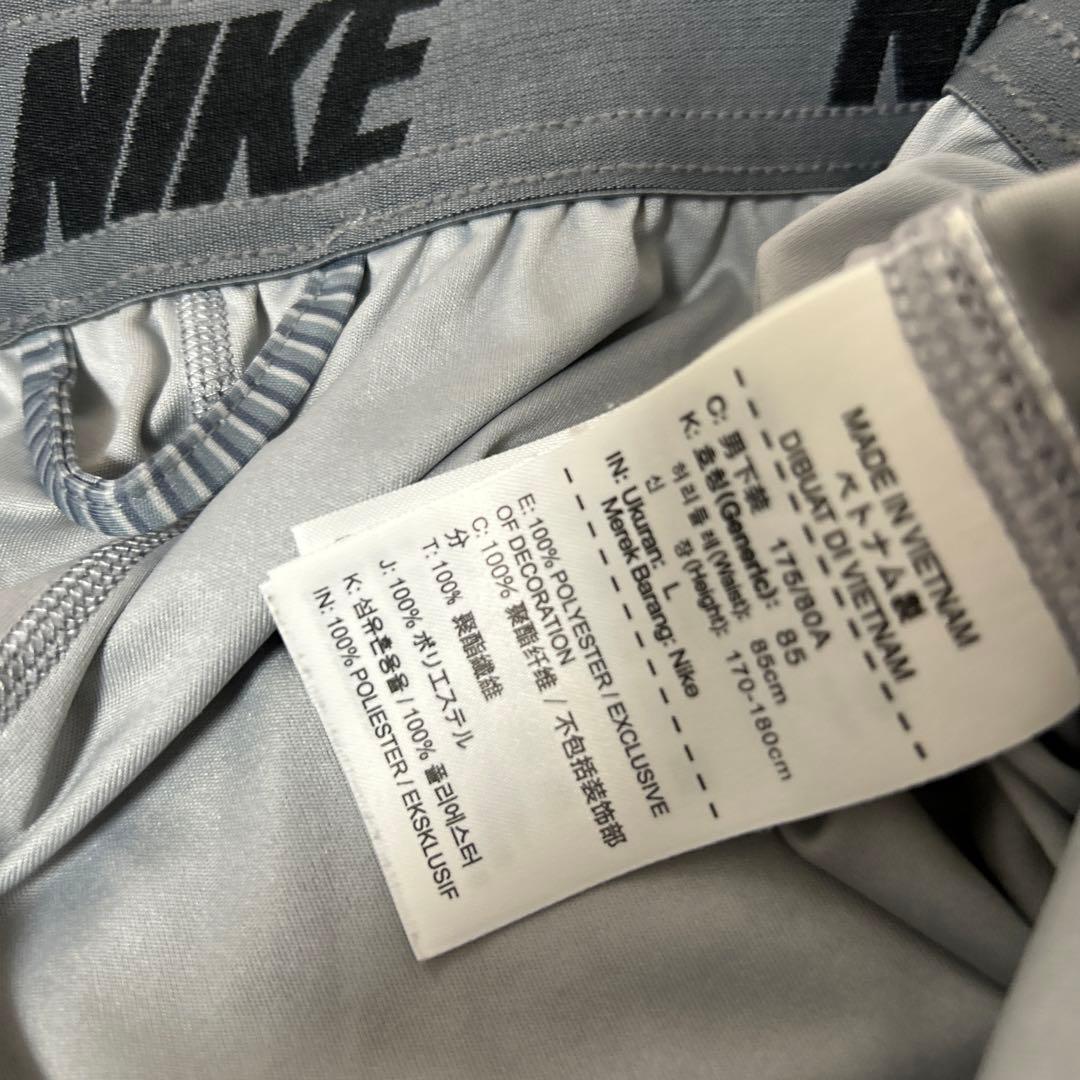 NIKE
NI
MADE IN VIETNAM
ベトナム製
DIBUAT DI VIETNAM
C: 男下装 175/80A
K: 호칭(Generic): 85
허리둘레(Waist): 85cm
신 장(Height): 170-180cm
IN: Ukuran: L
Merek Barang: Nike
E: 100% POLYESTER / EXCLUSIVE
OF DECORATION
C: 100% 聚酯纤维 / 不包括装饰部
分
T: 100% 聚酯纖維
J: 100% ポリエステル
K: 섬유혼용율 / 100% 폴리에스터
IN: 100% POLIESTER / EKSKLUSIF